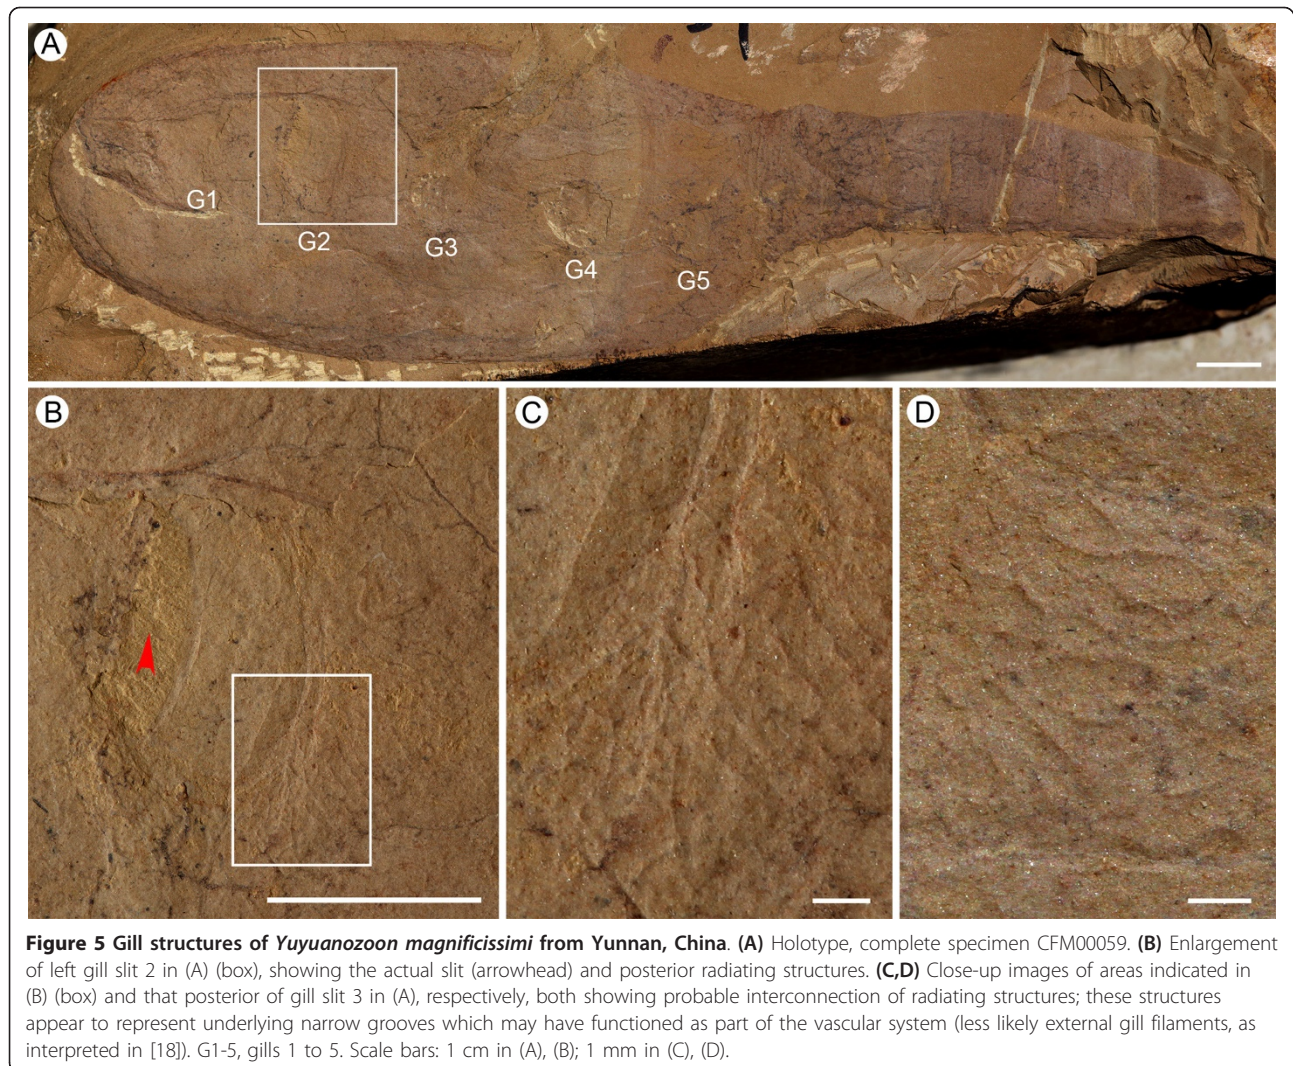 A
G1
G2
G3
G4
G5
B
C
D
Figure 5 Gill structures of Yuyuanozoon magnificissimi from Yunnan, China. (A) Holotype, complete specimen CFM00059. (B) Enlargement
of left gill slit 2 in (A) (box), showing the actual slit (arrowhead) and posterior radiating structures. (C,D) Close-up images of areas indicated in
(B) (box) and that posterior of gill slit 3 in (A), respectively, both showing probable interconnection of radiating structures; these structures
appear to represent underlying narrow grooves which may have functioned as part of the vascular system (less likely external gill filaments, as
interpreted in [18]). G1-5, gills 1 to 5. Scale bars: 1 cm in (A), (B); 1 mm in (C), (D).